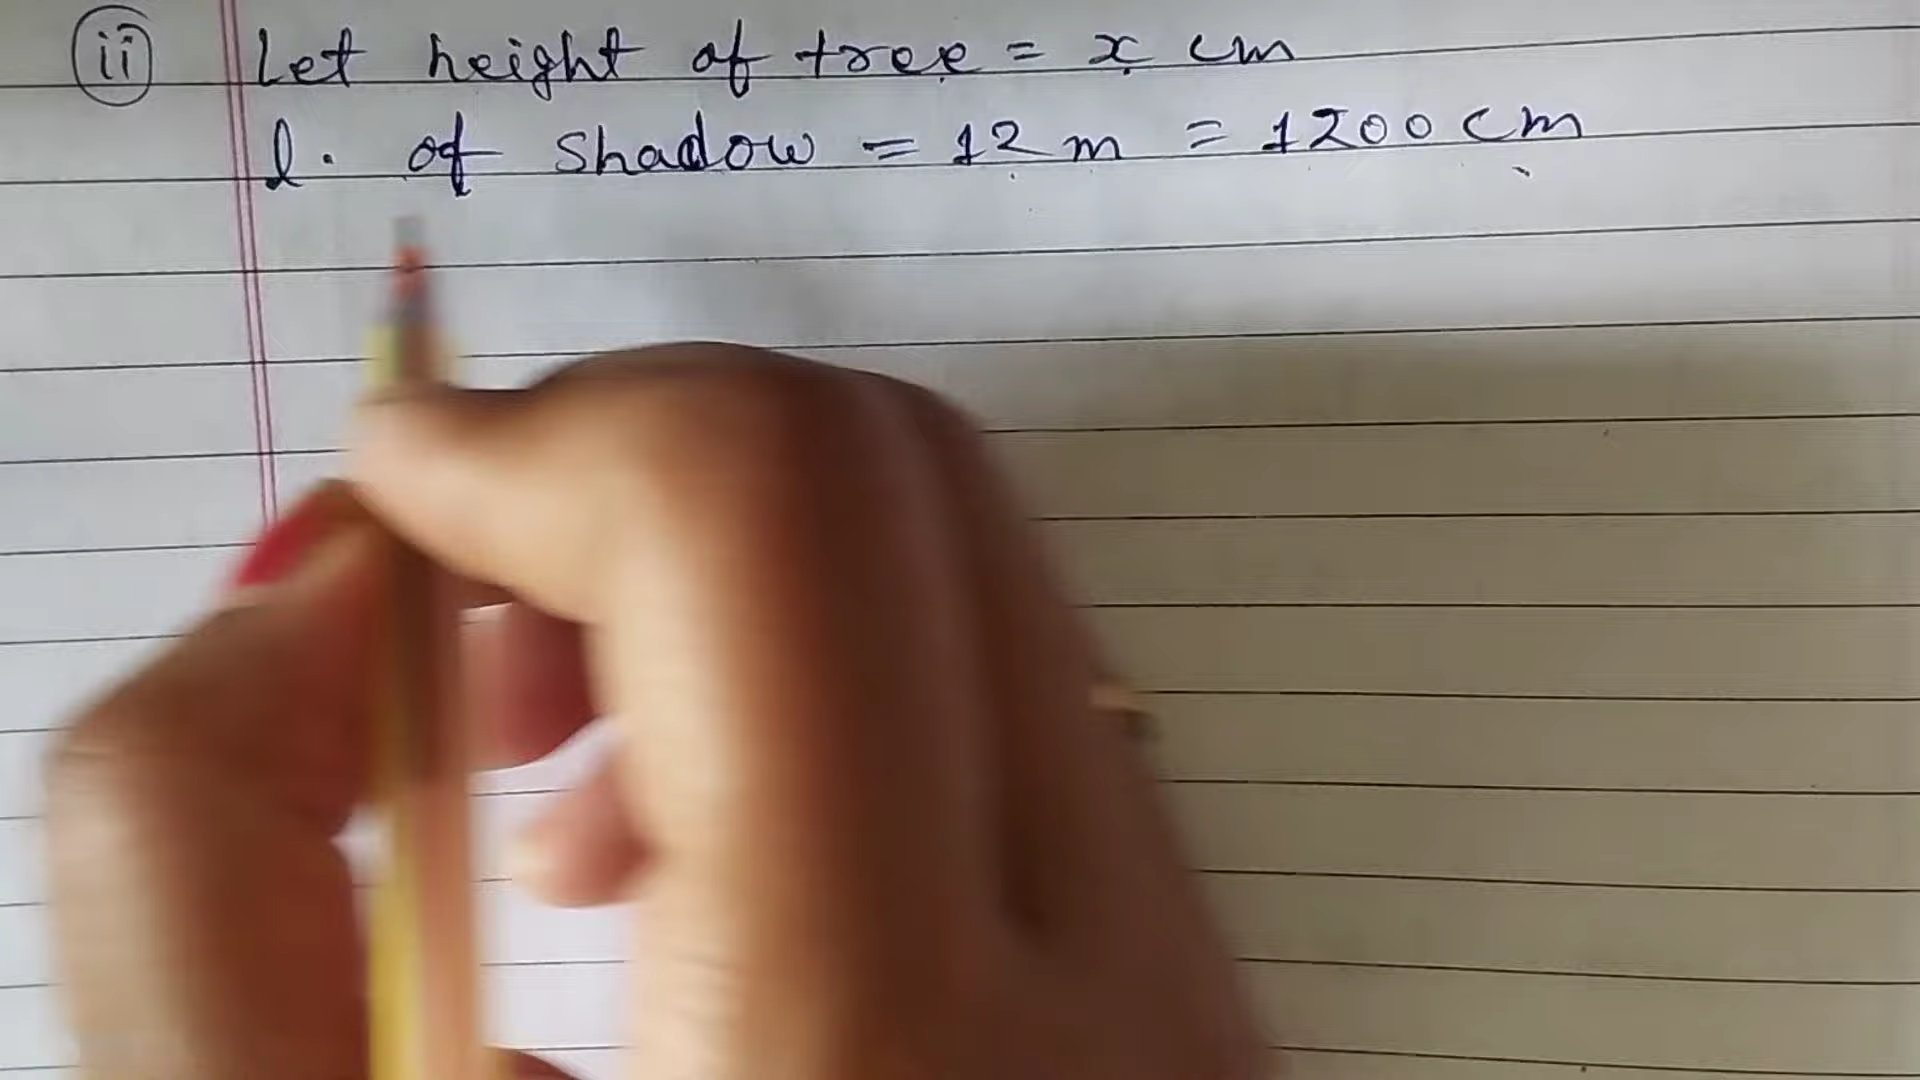 ii Let height of tree = x cm
l. of shadow = 12 m = 1200 cm